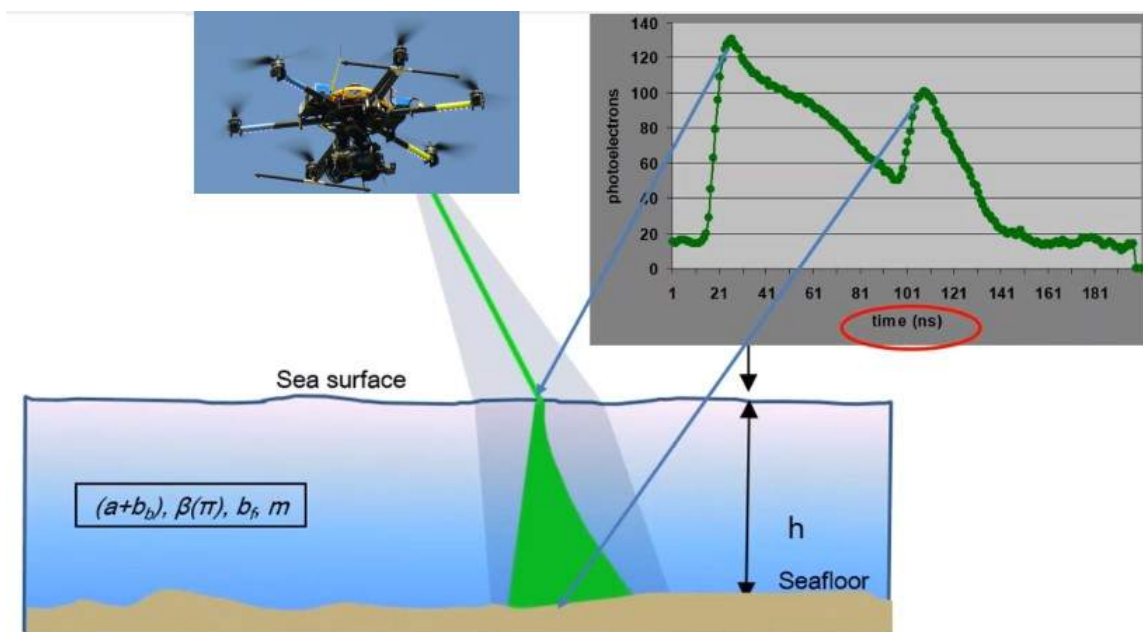 140
120
100
80
60
40
20
0
photoelectrons
1 21 41 61 81 101 121 141 161 181
time (ns)
Sea surface
(a+b_b), β(π), b_f, m
h
Seafloor